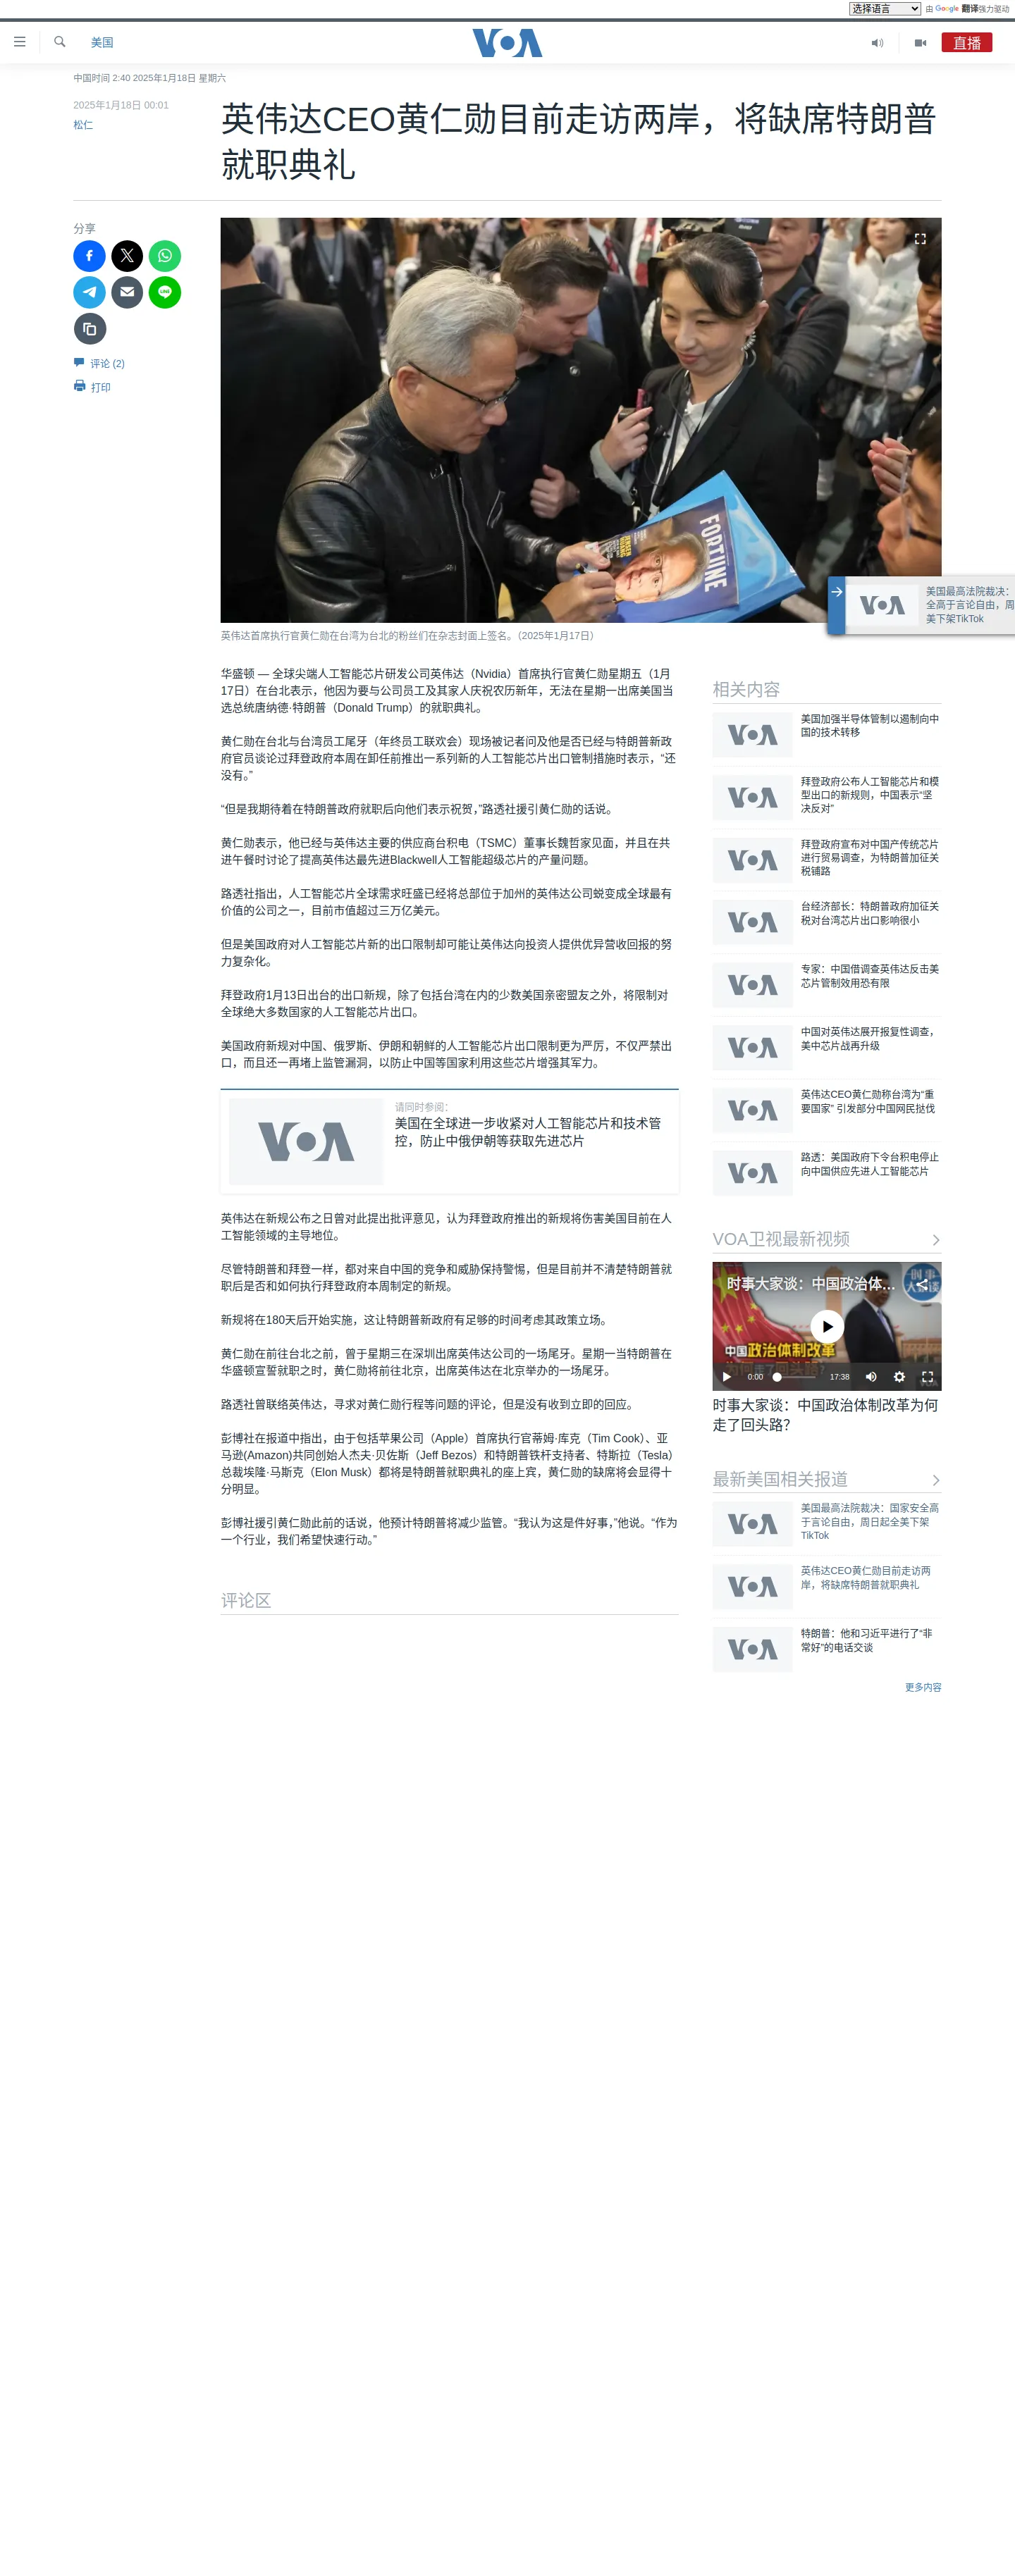 选择语言
由 Google 翻译强力驱动
美国
VOA
直播
中国时间 2:40 2025年1月18日 星期六
2025年1月18日 00:01
松仁
英伟达CEO黄仁勋目前走访两岸，将缺席特朗普
就职典礼
分享
评论 (2)
打印
FORTUNE
英伟达首席执行官黄仁勋在台湾为台北的粉丝们在杂志封面上签名。（2025年1月17日）
VOA
美国最高法院裁决：
全高于言论自由，周
美下架TikTok
华盛顿 — 全球尖端人工智能芯片研发公司英伟达（Nvidia）首席执行官黄仁勋星期五（1月
17日）在台北表示，他因为要与公司员工及其家人庆祝农历新年，无法在星期一出席美国当
选总统唐纳德·特朗普（Donald Trump）的就职典礼。
黄仁勋在台北与台湾员工尾牙（年终员工联欢会）现场被记者问及他是否已经与特朗普新政
府官员谈论过拜登政府本周在卸任前推出一系列新的人工智能芯片出口管制措施时表示，“还
没有。”
“但是我期待着在特朗普政府就职后向他们表示祝贺，”路透社援引黄仁勋的话说。
黄仁勋表示，他已经与英伟达主要的供应商台积电（TSMC）董事长魏哲家见面，并且在共
进午餐时讨论了提高英伟达最先进Blackwell人工智能超级芯片的产量问题。
路透社指出，人工智能芯片全球需求旺盛已经将总部位于加州的英伟达公司蜕变成全球最有
价值的公司之一，目前市值超过三万亿美元。
但是美国政府对人工智能芯片新的出口限制却可能让英伟达向投资人提供优异营收回报的努
力复杂化。
拜登政府1月13日出台的出口新规，除了包括台湾在内的少数美国亲密盟友之外，将限制对
全球绝大多数国家的人工智能芯片出口。
美国政府新规对中国、俄罗斯、伊朗和朝鲜的人工智能芯片出口限制更为严厉，不仅严禁出
口，而且还一再堵上监管漏洞，以防止中国等国家利用这些芯片增强其军力。
VOA
请同时参阅：
美国在全球进一步收紧对人工智能芯片和技术管
控，防止中俄伊朝等获取先进芯片
英伟达在新规公布之日曾对此提出批评意见，认为拜登政府推出的新规将伤害美国目前在人
工智能领域的主导地位。
尽管特朗普和拜登一样，都对来自中国的竞争和威胁保持警惕，但是目前并不清楚特朗普就
职后是否和如何执行拜登政府本周制定的新规。
新规将在180天后开始实施，这让特朗普新政府有足够的时间考虑其政策立场。
黄仁勋在前往台北之前，曾于星期三在深圳出席英伟达公司的一场尾牙。星期一当特朗普在
华盛顿宣誓就职之时，黄仁勋将前往北京，出席英伟达在北京举办的一场尾牙。
路透社曾联络英伟达，寻求对黄仁勋行程等问题的评论，但是没有收到立即的回应。
彭博社在报道中指出，由于包括苹果公司（Apple）首席执行官蒂姆·库克（Tim Cook）、亚
马逊(Amazon)共同创始人杰夫·贝佐斯（Jeff Bezos）和特朗普铁杆支持者、特斯拉（Tesla）
总裁埃隆·马斯克（Elon Musk）都将是特朗普就职典礼的座上宾，黄仁勋的缺席将会显得十
分明显。
彭博社援引黄仁勋此前的话说，他预计特朗普将减少监管。“我认为这是件好事，”他说。“作为
一个行业，我们希望快速行动。”
评论区
相关内容
VOA
美国加强半导体管制以遏制向中
国的技术转移
VOA
拜登政府公布人工智能芯片和模
型出口的新规则，中国表示“坚
决反对”
VOA
拜登政府宣布对中国产传统芯片
进行贸易调查，为特朗普加征关
税铺路
VOA
台经济部长：特朗普政府加征关
税对台湾芯片出口影响很小
VOA
专家：中国借调查英伟达反击美
芯片管制效用恐有限
VOA
中国对英伟达展开报复性调查，
美中芯片战再升级
VOA
英伟达CEO黄仁勋称台湾为“重
要国家” 引发部分中国网民挞伐
VOA
路透：美国政府下令台积电停止
向中国供应先进人工智能芯片
VOA卫视最新视频
时事大家谈：中国政治体...
中国政治体制改革
0:00
17:38
时事大家谈：中国政治体制改革为何
走了回头路？
最新美国相关报道
VOA
美国最高法院裁决：国家安全高
于言论自由，周日起全美下架
TikTok
VOA
英伟达CEO黄仁勋目前走访两
岸，将缺席特朗普就职典礼
VOA
特朗普：他和习近平进行了“非
常好”的电话交谈
更多内容